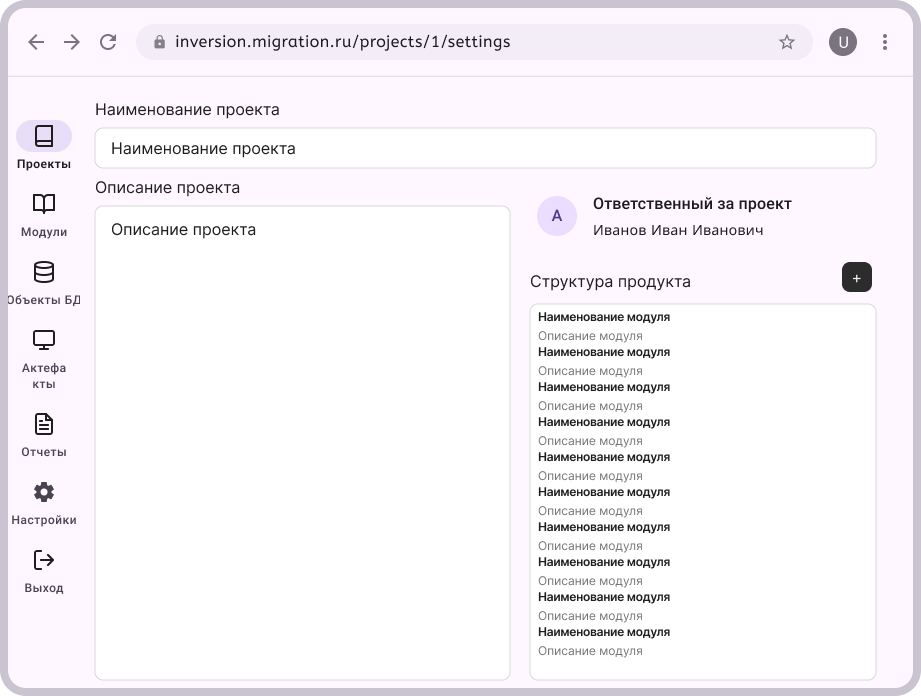 inversion.migration.ru/projects/1/settings
U
Проекты
Модули
Объекты БД
Актефа
кты
Отчеты
Настройки
Выход
Наименование проекта
Наименование проекта
Описание проекта
Описание проекта
А
Ответственный за проект
Иванов Иван Иванович
Структура продукта
+
Наименование модуля
Описание модуля
Наименование модуля
Описание модуля
Наименование модуля
Описание модуля
Наименование модуля
Описание модуля
Наименование модуля
Описание модуля
Наименование модуля
Описание модуля
Наименование модуля
Описание модуля
Наименование модуля
Описание модуля
Наименование модуля
Описание модуля
Наименование модуля
Описание модуля